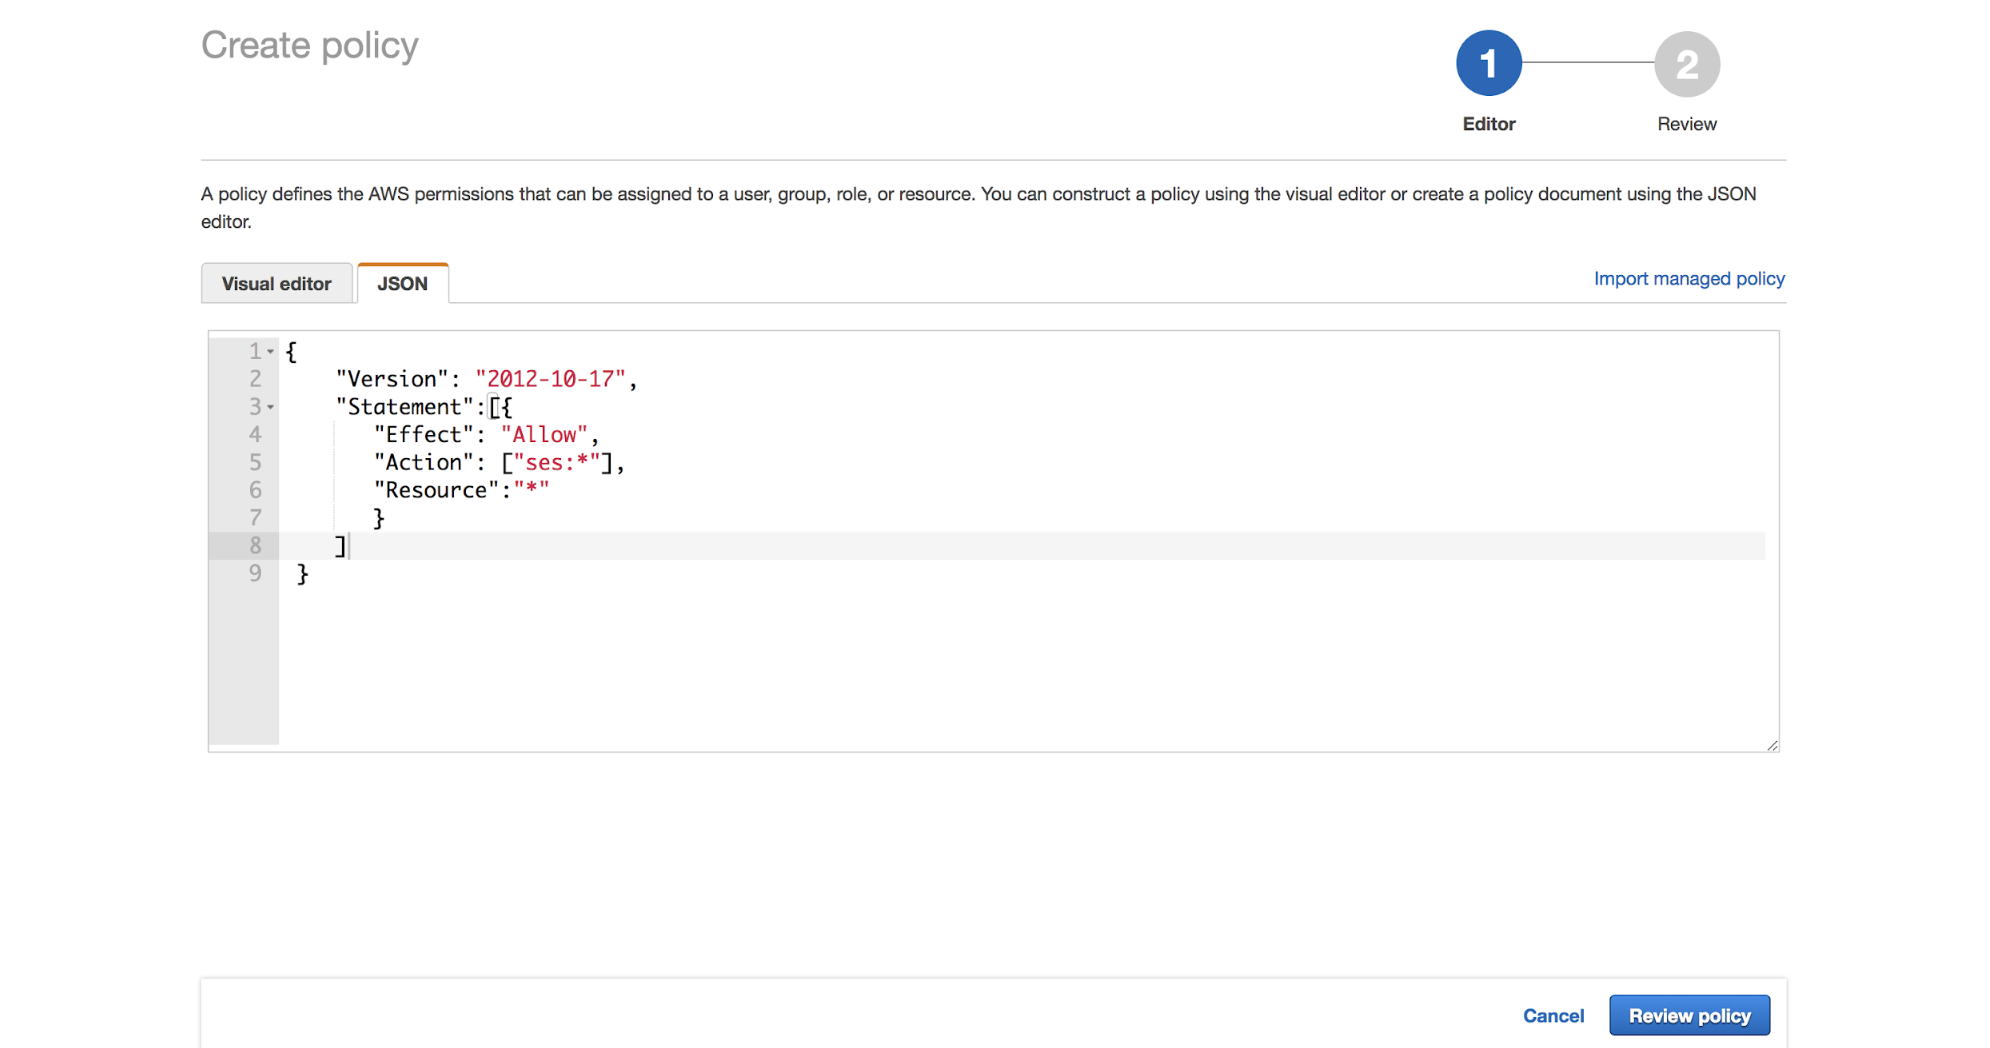 Create policy
1
2
Editor
Review
A policy defines the AWS permissions that can be assigned to a user, group, role, or resource. You can construct a policy using the visual editor or create a policy document using the JSON
editor.
Visual editor
JSON
Import managed policy
1 {
2     "Version": "2012-10-17",
3     "Statement":[{
4        "Effect": "Allow",
5        "Action": ["ses:*"],
6        "Resource":"*"
7        }
8     ]
9  }
Cancel
Review policy